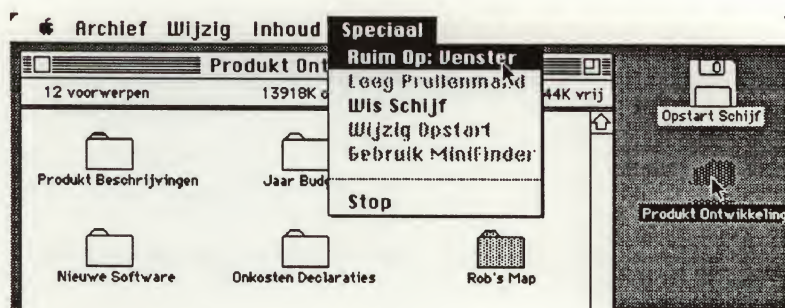 Archief Wijzig Inhoud Speciaal
Produkt Ont
12 voorwerpen 13918K 44K vrij
Ruim Op: Venster
Leeg Prullenmand
Wis Schijf
Wijzig Opstart
Gebruik MiniFinder
Stop
Produkt Beschrijvingen Jaar Budg
Nieuwe Software Onkosten Declaraties Rob's Map
Opstart Schijf
Produkt Ontwikkeling